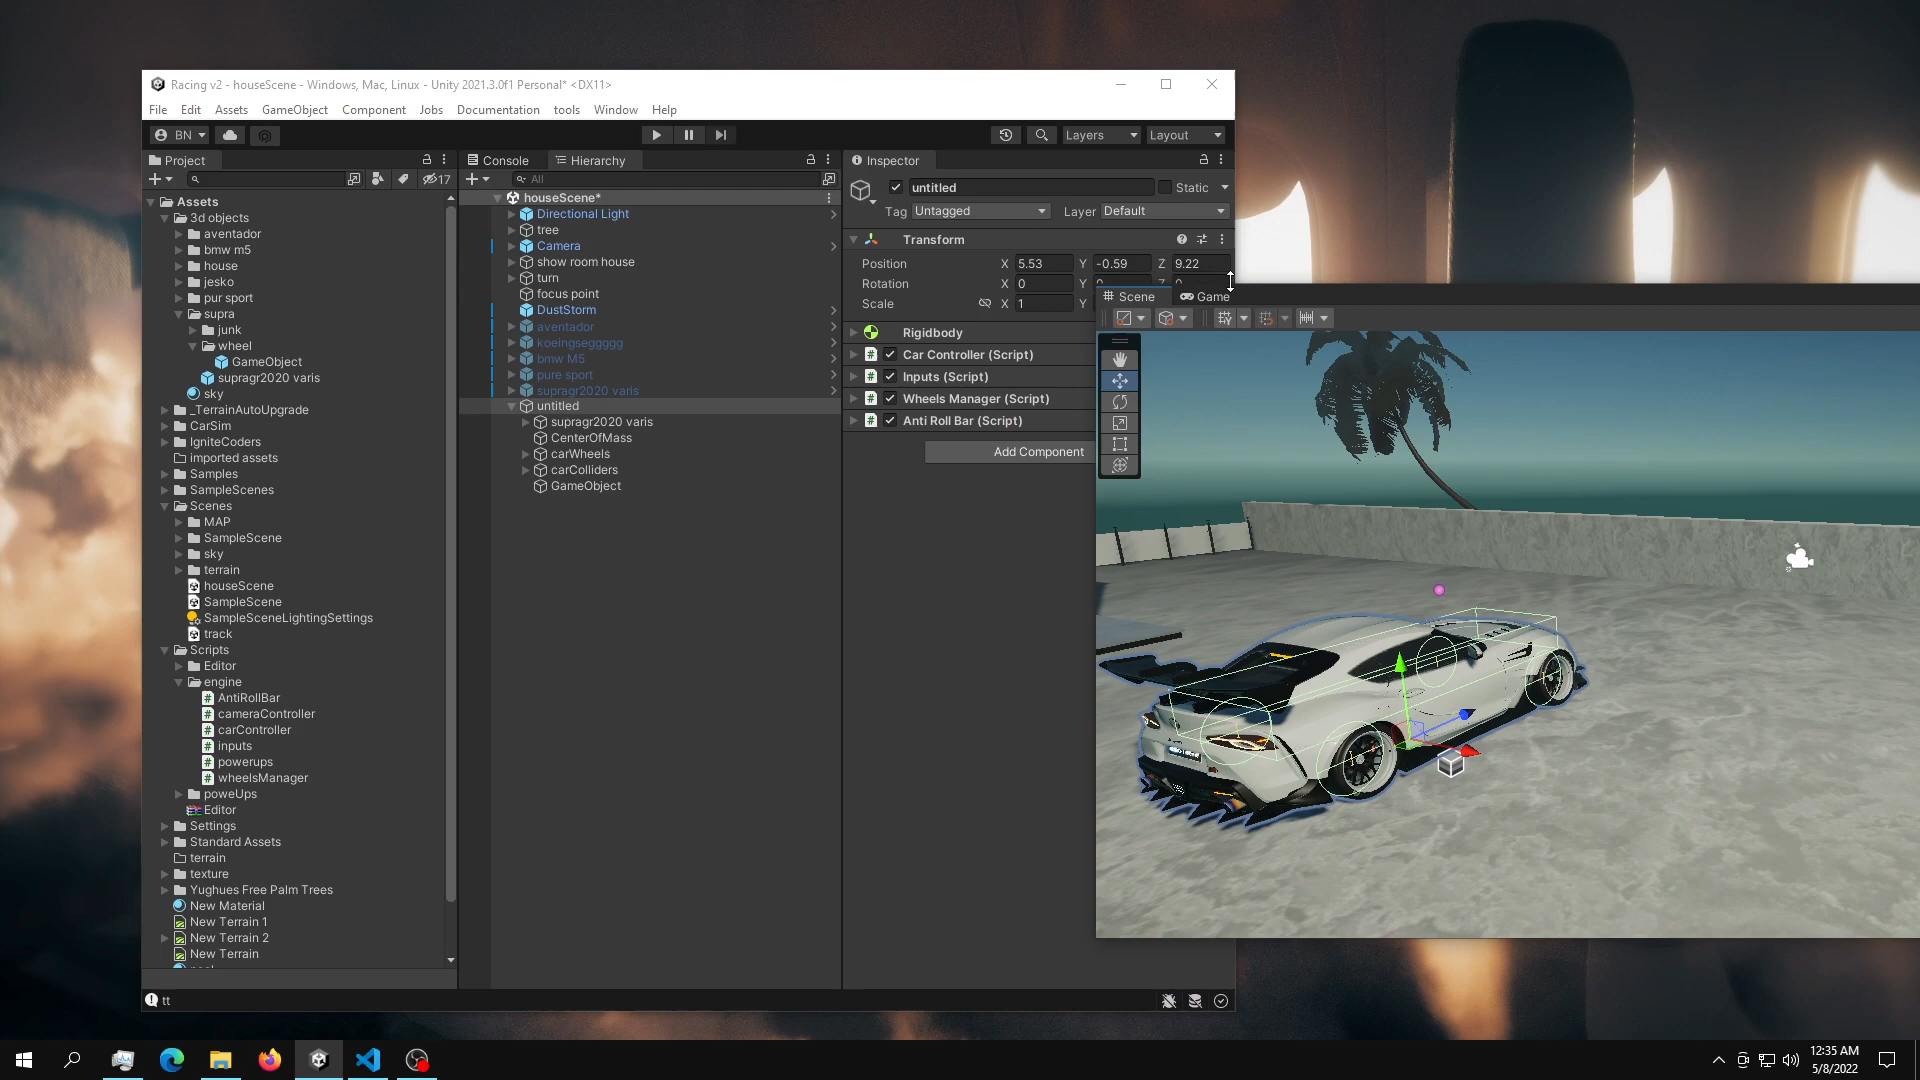 Racing v2 - houseScene - Windows, Mac, Linux - Unity 2021.3.0f1 Personal* <DX11>
File Edit Assets GameObject Component Jobs Documentation tools Window Help
BN Layers Layout
Project
17
Assets
3d objects
aventador
bmw m5
house
jesko
pur sport
supra
junk
wheel
GameObject
supragr2020 varis
sky
_TerrainAutoUpgrade
CarSim
IgniteCoders
imported assets
Samples
SampleScenes
Scenes
MAP
SampleScene
sky
terrain
houseScene
SampleScene
SampleSceneLightingSettings
track
Scripts
Editor
engine
AntiRollBar
cameraController
carController
inputs
powerups
wheelsManager
poweUps
Editor
Settings
Standard Assets
terrain
texture
Yughues Free Palm Trees
New Material
New Terrain 1
New Terrain 2
New Terrain
Console Hierarchy
All
houseScene*
Directional Light
tree
Camera
show room house
turn
focus point
DustStorm
aventador
koeingseggggg
bmw M5
pure sport
supragr2020 varis
untitled
supragr2020 varis
CenterOfMass
carWheels
carColliders
GameObject
Inspector
untitled Static
Tag Untagged Layer Default
Transform
Position X 5.53 Y -0.59 Z 9.22
Rotation X 0 Y 0 Z 0
Scale X 1 Y
Rigidbody
Car Controller (Script)
Inputs (Script)
Wheels Manager (Script)
Anti Roll Bar (Script)
Add Component
Scene Game
tt
12:35 AM
5/8/2022